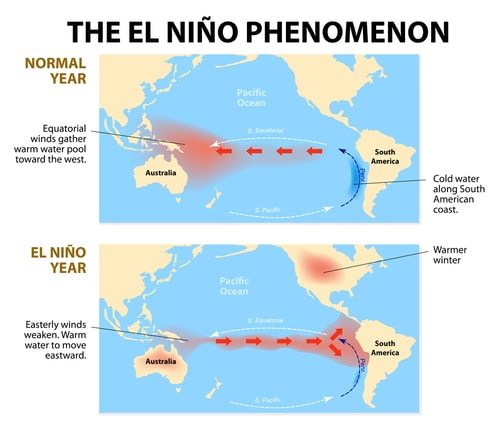 THE EL NIÑO PHENOMENON
NORMAL
YEAR
Pacific
Ocean
Equatorial
winds gather
warm water pool
toward the west.
S. Equatorial
South
America
Australia
Peru
Cold water
along South
American
coast.
S. Pacific
EL NIÑO
YEAR
Warmer
winter
Pacific
Ocean
Easterly winds
weaken. Warm
water to move
eastward.
S. Equatorial
South
America
Australia
Peru
S. Pacific